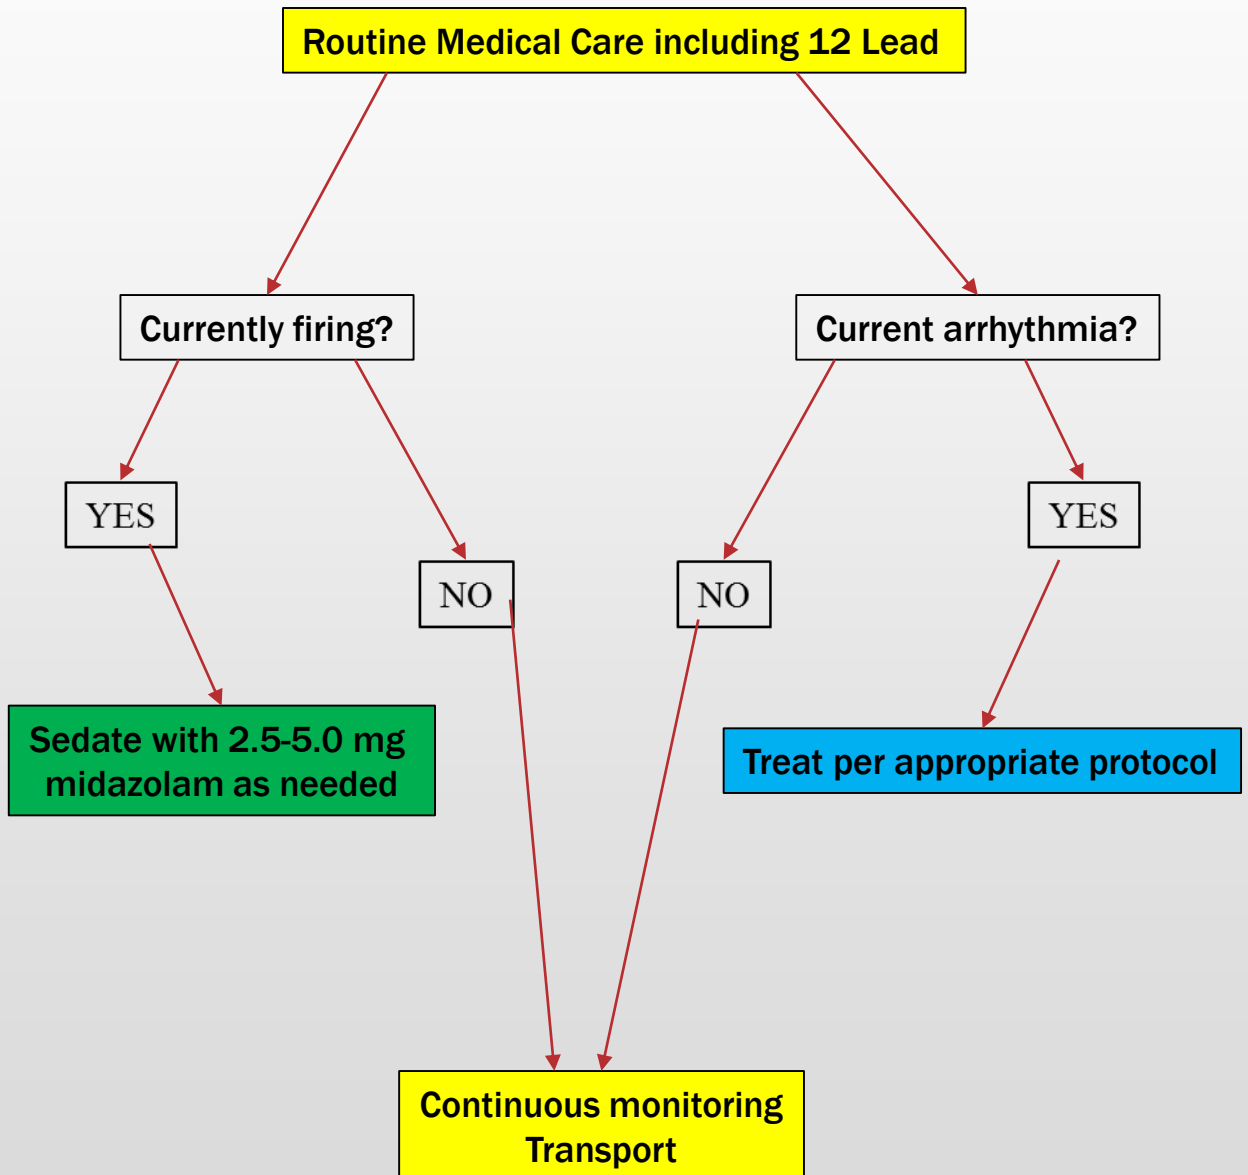 Routine Medical Care including 12 Lead
Currently firing?
Current arrhythmia?
YES
YES
NO
NO
Sedate with 2.5-5.0 mg
midazolam as needed
Treat per appropriate protocol
Continuous monitoring
Transport